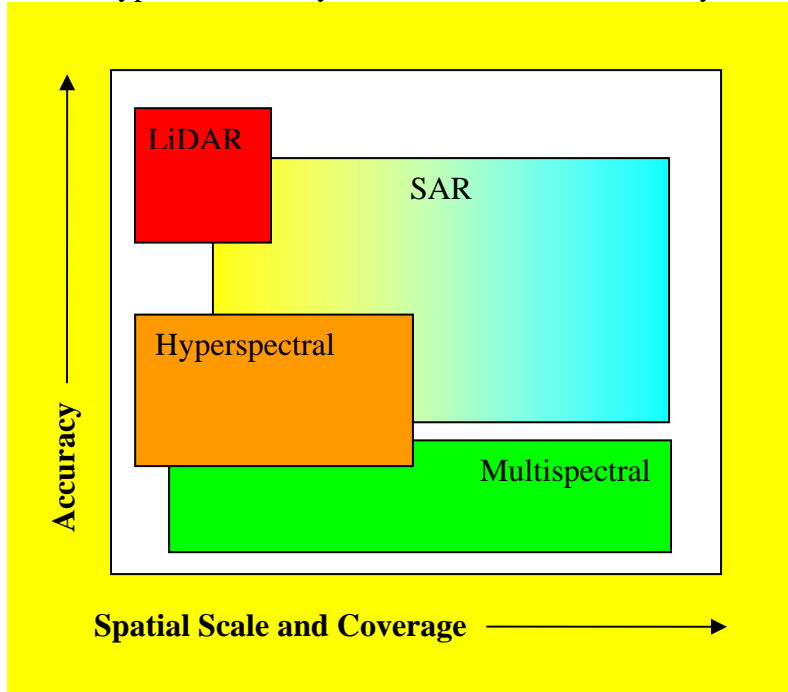 LiDAR
SAR
Hyperspectral
Multispectral
Accuracy
Spatial Scale and Coverage